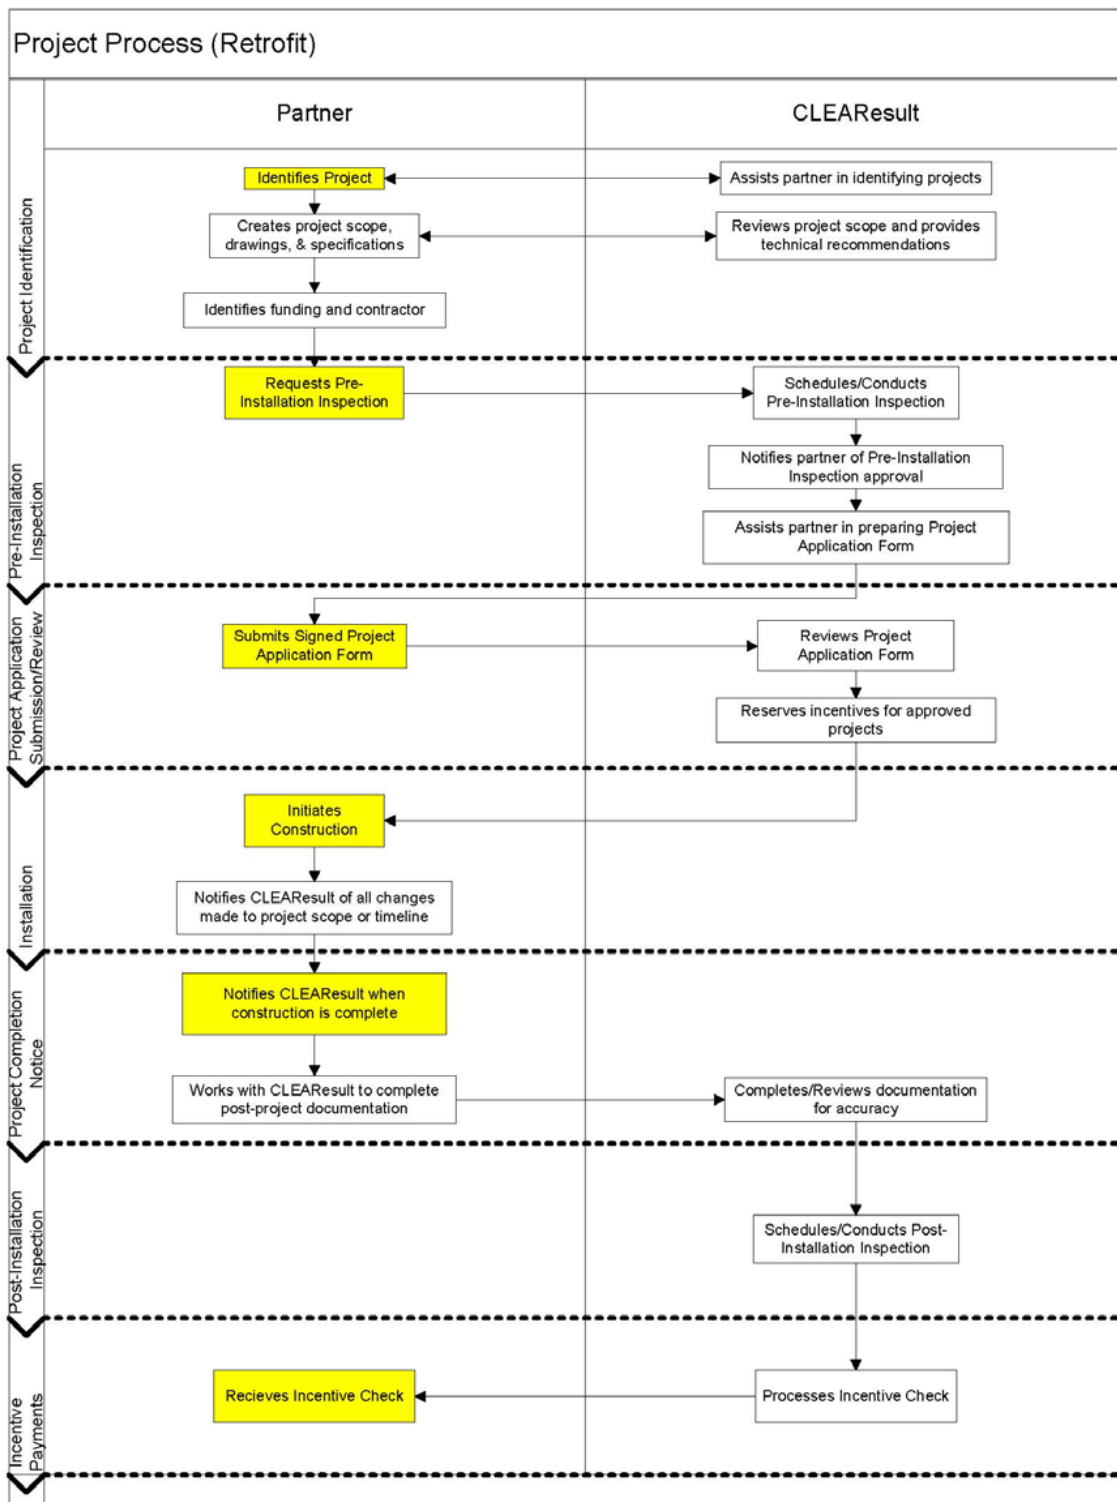 Project Process (Retrofit)
Partner
CLEAResult
Project Identification
Identifies Project
Assists partner in identifying projects
Creates project scope,
drawings, & specifications
Reviews project scope and provides
technical recommendations
Identifies funding and contractor
Pre-Installation
Inspection
Requests Pre-
Installation Inspection
Schedules/Conducts
Pre-Installation Inspection
Notifies partner of Pre-Installation
Inspection approval
Assists partner in preparing Project
Application Form
Project Application
Submission/Review
Submits Signed Project
Application Form
Reviews Project
Application Form
Reserves incentives for approved
projects
Installation
Initiates
Construction
Notifies CLEAResult of all changes
made to project scope or timeline
Project Completion
Notice
Notifies CLEAResult when
construction is complete
Works with CLEAResult to complete
post-project documentation
Completes/Reviews documentation
for accuracy
Post-Installation
Inspection
Schedules/Conducts Post-
Installation Inspection
Incentive
Payments
Recieves Incentive Check
Processes Incentive Check